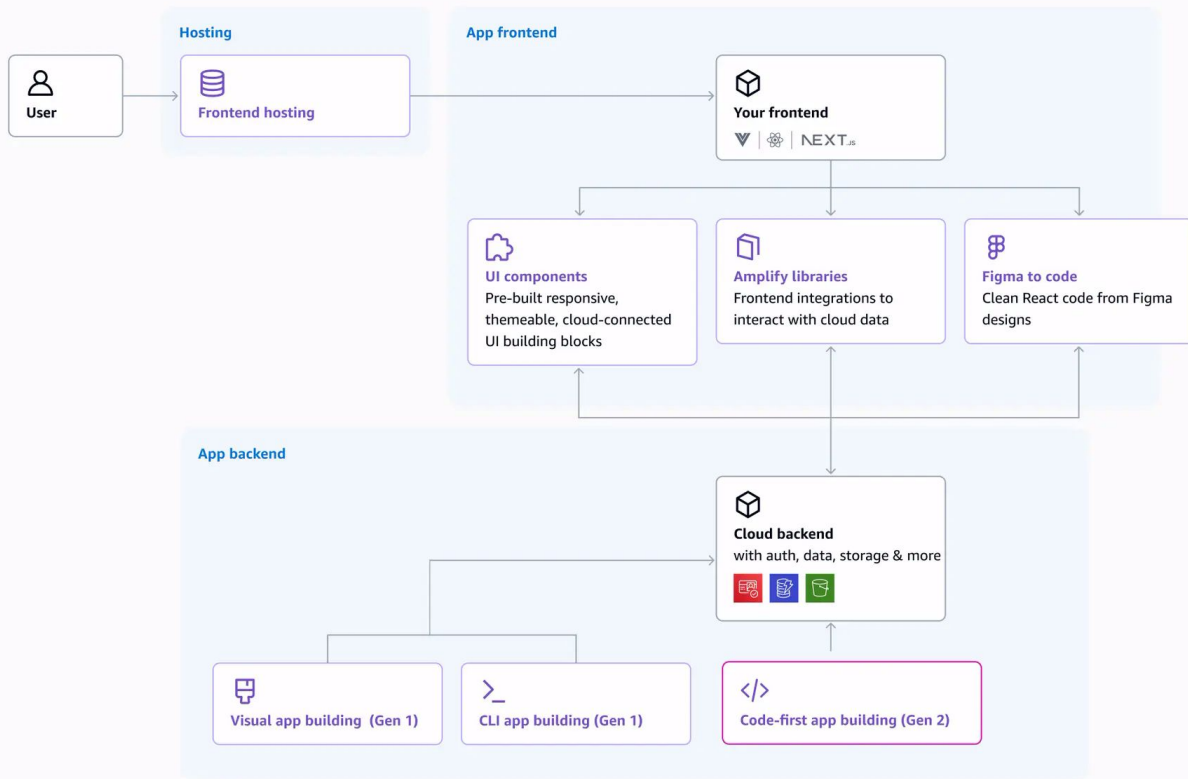 Hosting
App frontend
User
Frontend hosting
Your frontend
NEXT.JS
UI components
Pre-built responsive,
themeable, cloud-connected
UI building blocks
Amplify libraries
Frontend integrations to
interact with cloud data
Figma to code
Clean React code from Figma
designs
App backend
Cloud backend
with auth, data, storage & more
Visual app building (Gen 1)
CLI app building (Gen 1)
Code-first app building (Gen 2)